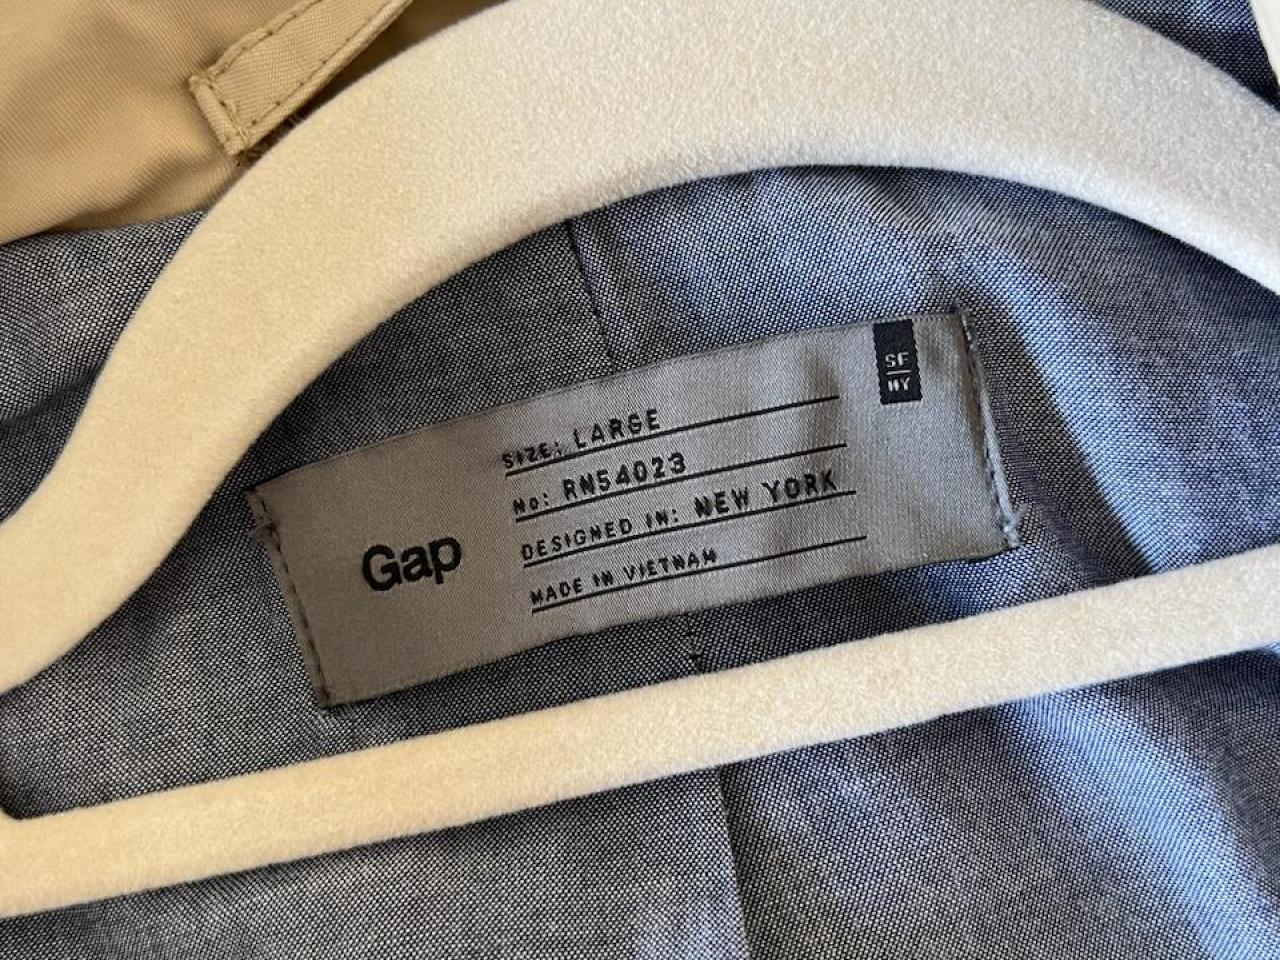 SF
NY
SIZE: LARGE
No: RN54023
DESIGNED IN: NEW YORK
MADE IN VIETNAM
Gap